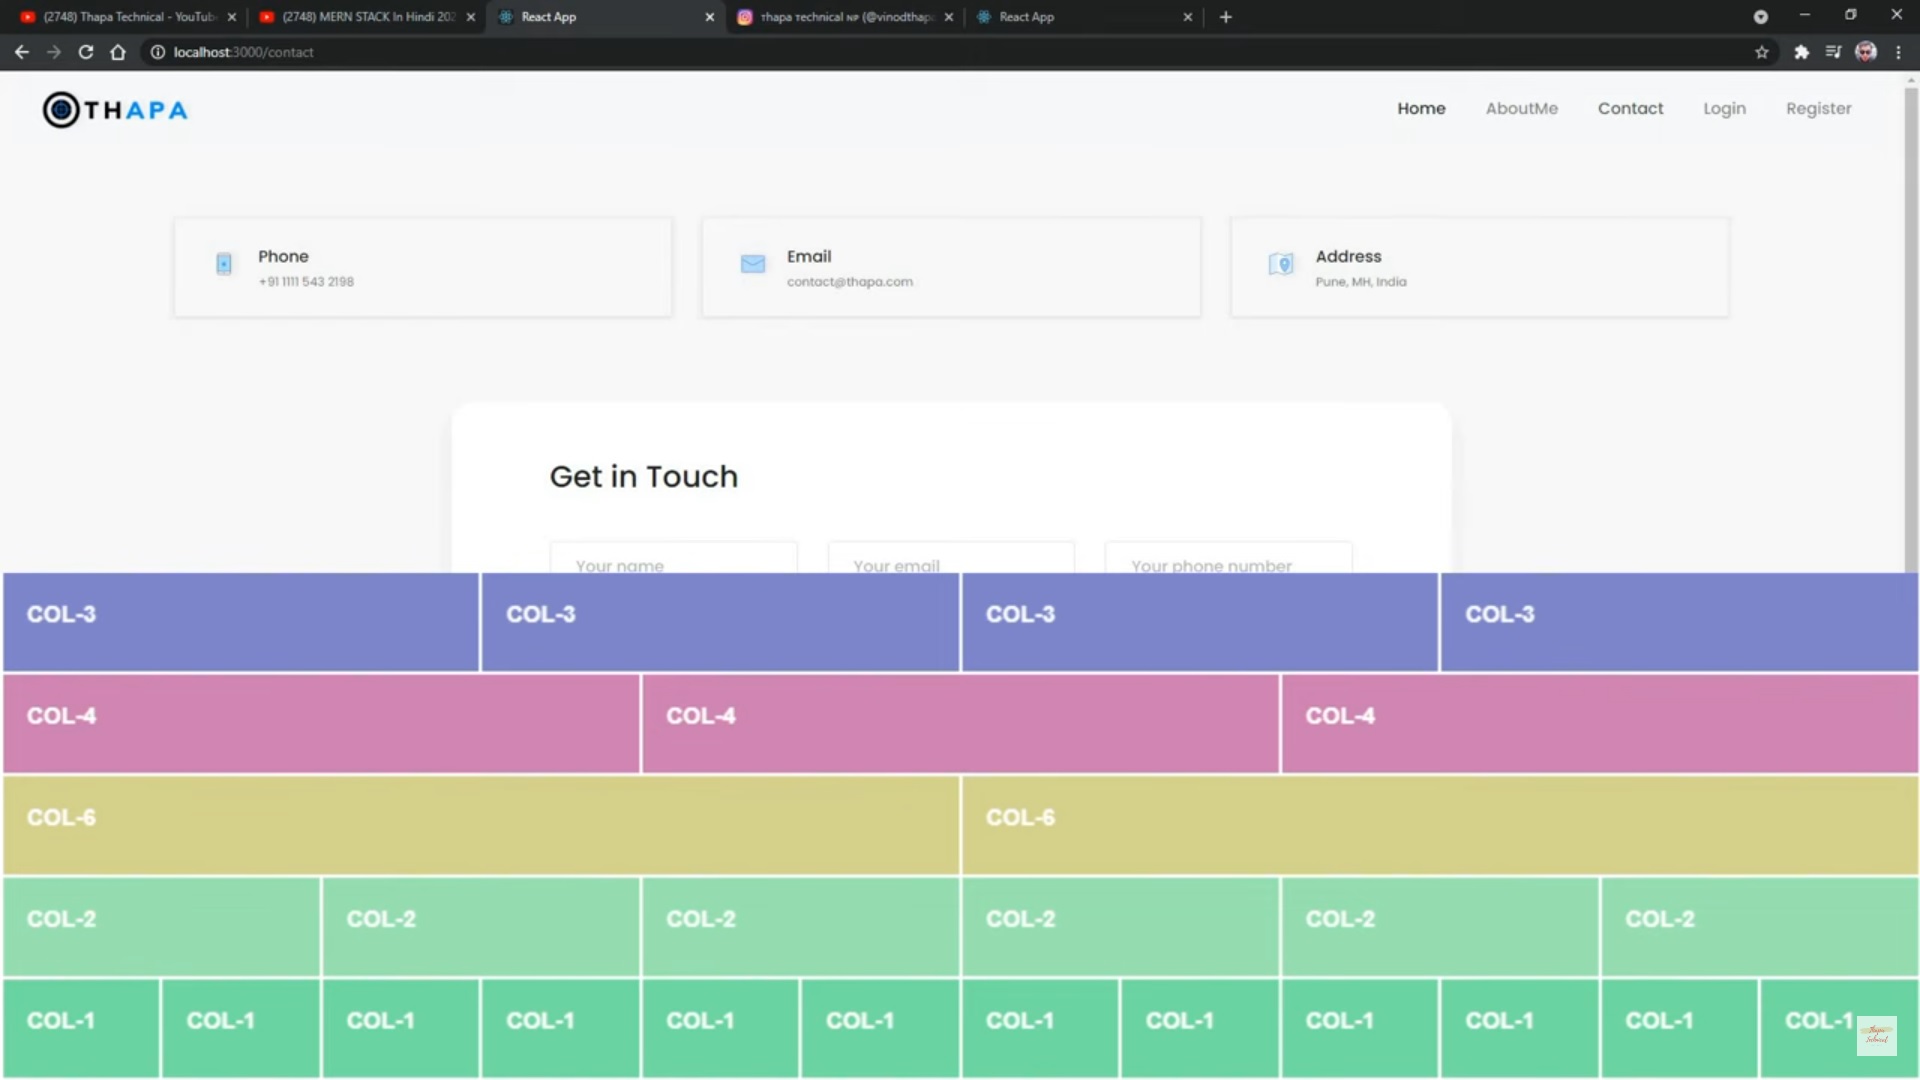 (2748) Thapa Technical - YouTub
(2748) MERN STACK In Hindi 202
React App
тhapa тechnical ɴᴘ (@vinodthapa
React App
localhost:3000/contact
THAPA
Home
AboutMe
Contact
Login
Register
Phone
+91 1111 543 2198
Email
contact@thapa.com
Address
Pune, MH, India
Get in Touch
Your name
Your email
Your phone number
COL-3 COL-3 COL-3 COL-3
COL-4 COL-4 COL-4
COL-6 COL-6
COL-2 COL-2 COL-2 COL-2 COL-2 COL-2
COL-1 COL-1 COL-1 COL-1 COL-1 COL-1 COL-1 COL-1 COL-1 COL-1 COL-1 COL-1